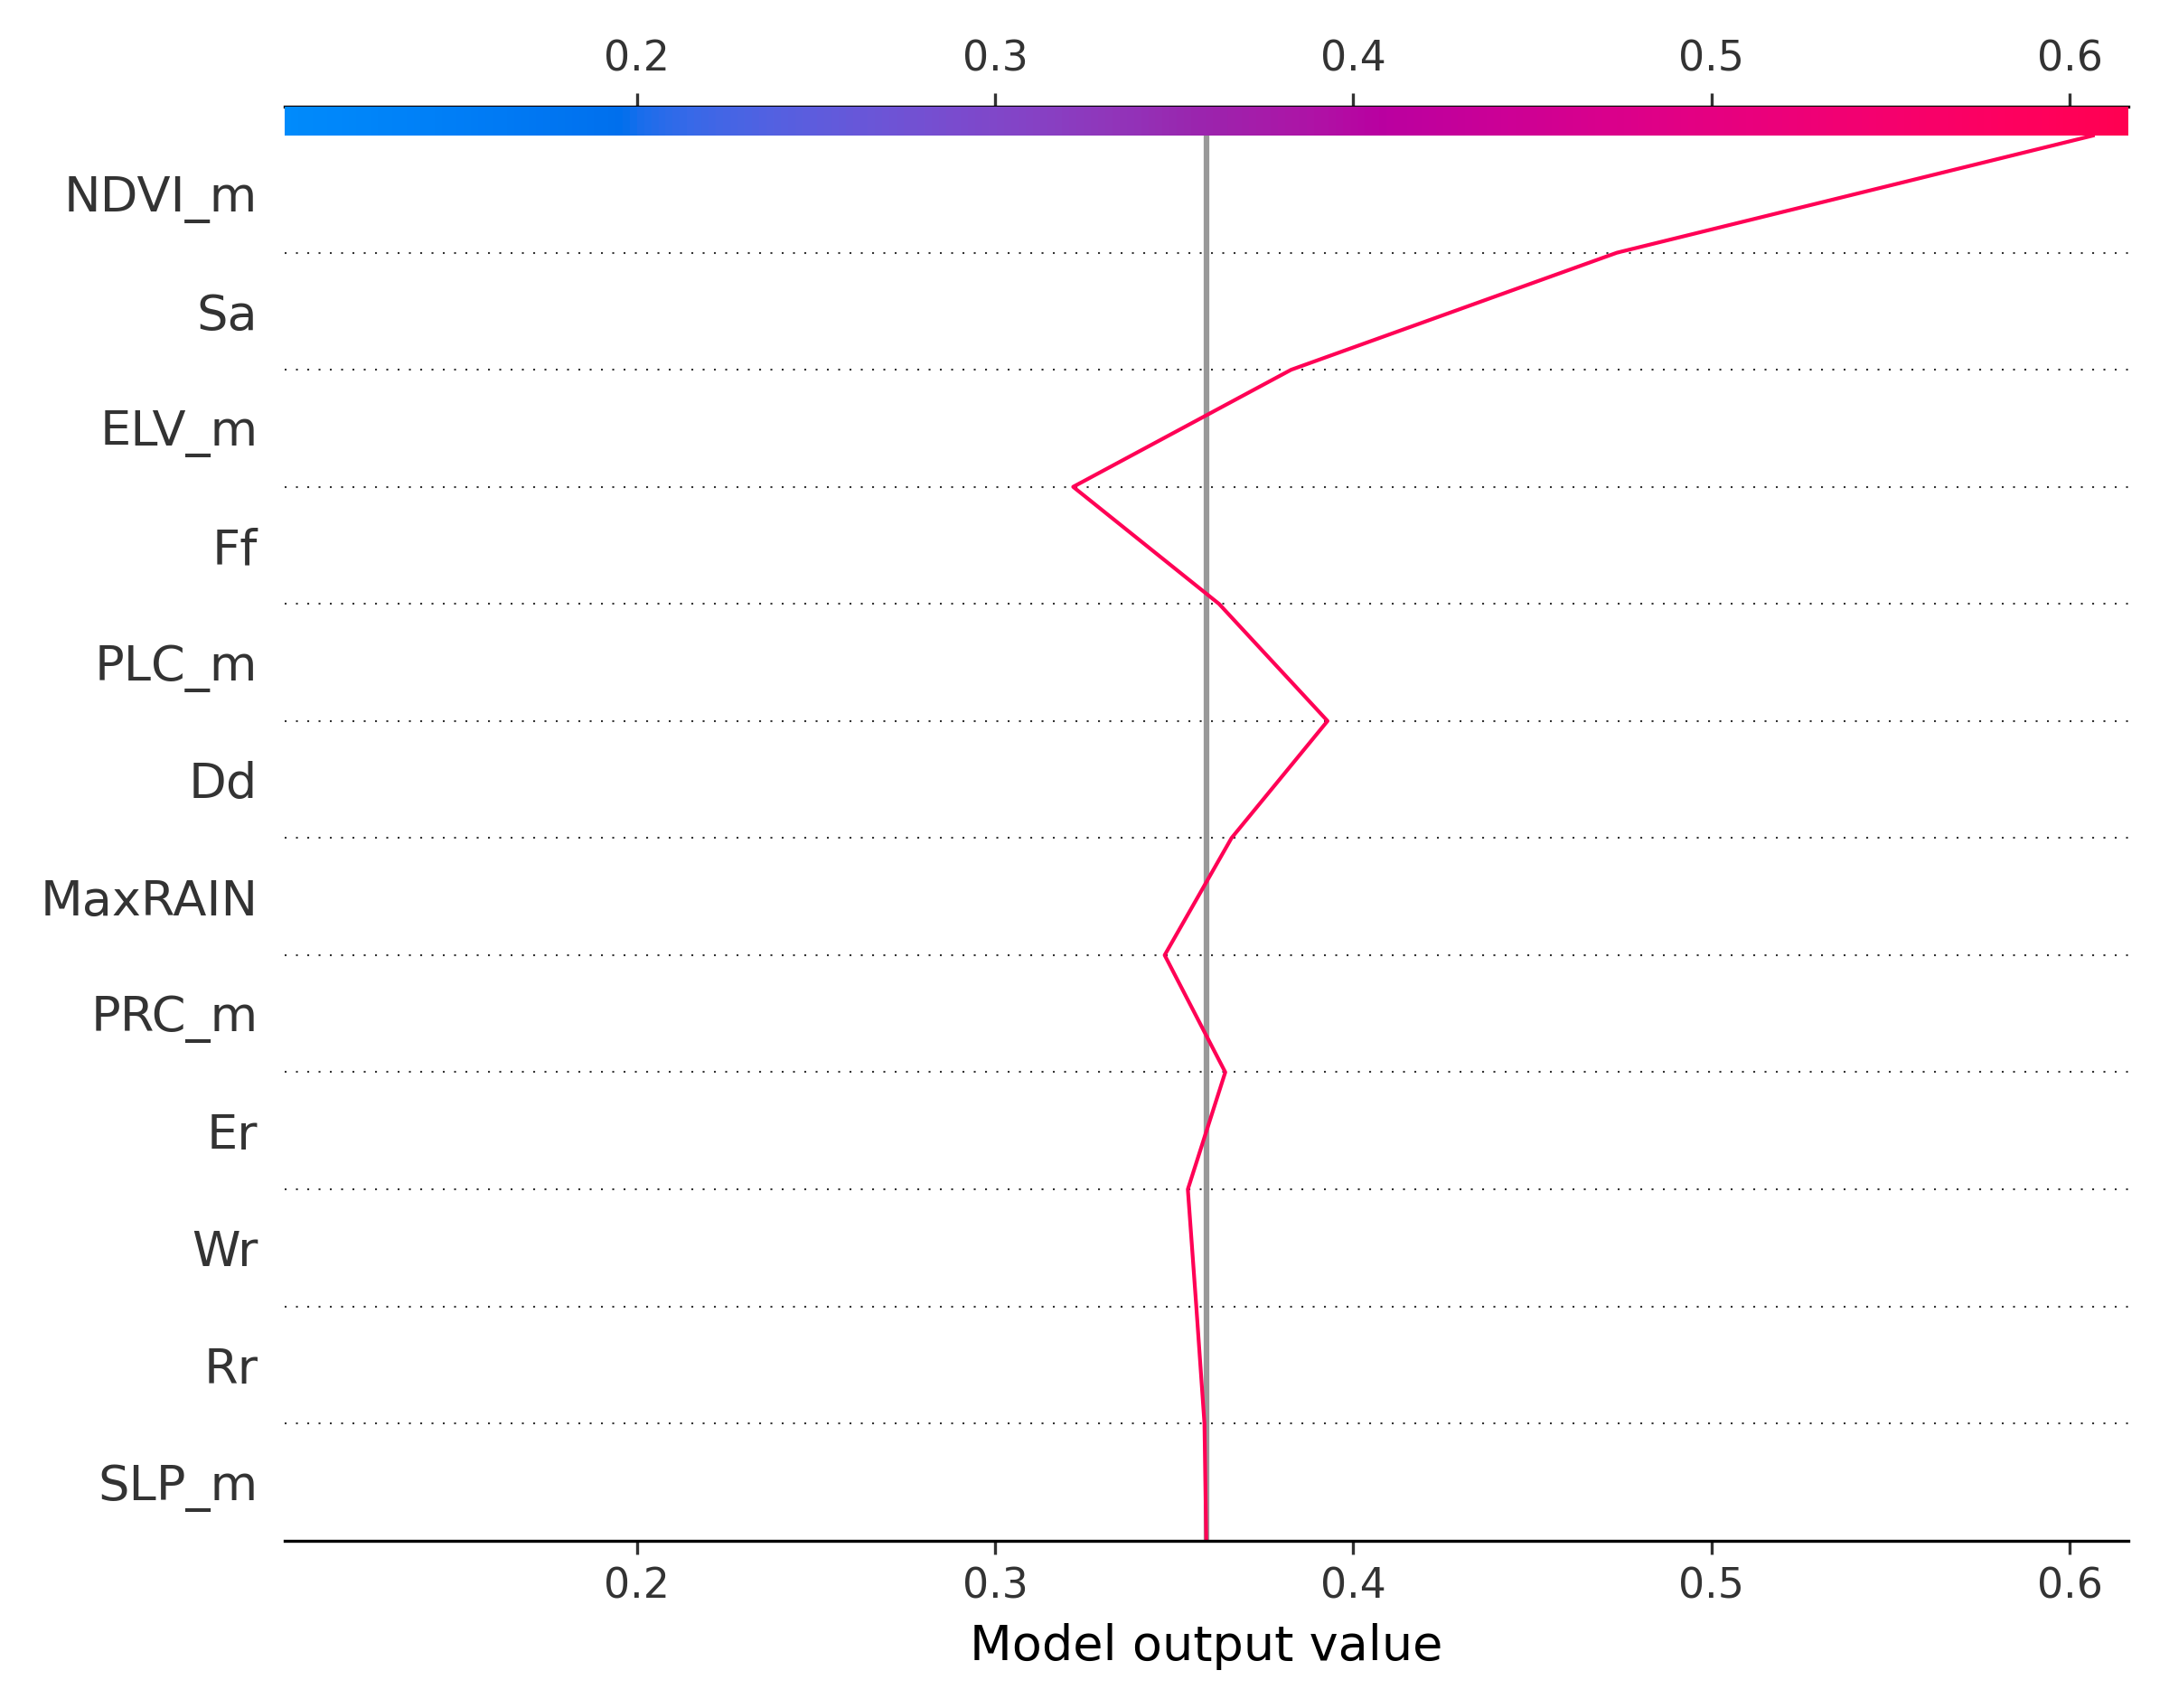 0.2 0.3 0.4 0.5 0.6
NDVI_m
Sa
ELV_m
Ff
PLC_m
Dd
MaxRAIN
PRC_m
Er
Wr
Rr
SLP_m
0.2 0.3 0.4 0.5 0.6
Model output value